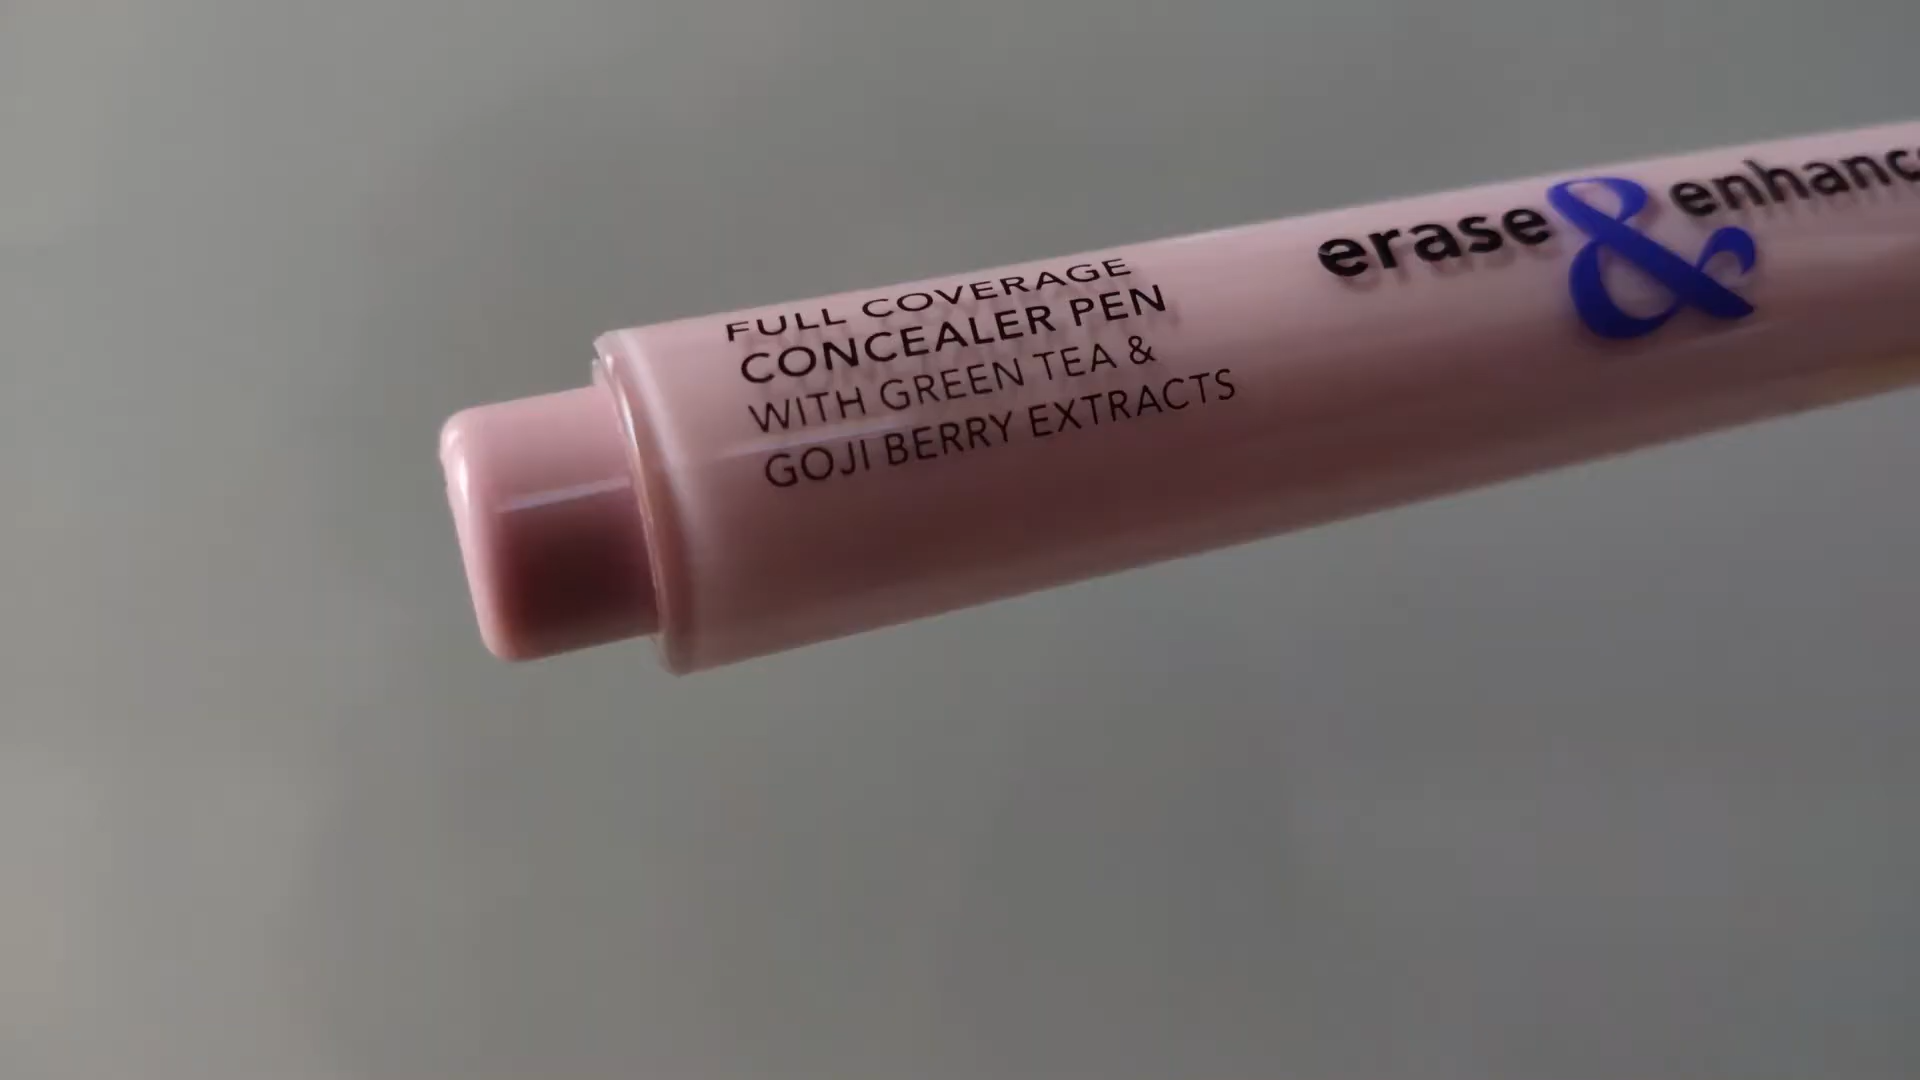 FULL COVERAGE
CONCEALER PEN
WITH GREEN TEA &
GOJI BERRY EXTRACTS
erase & enhanc